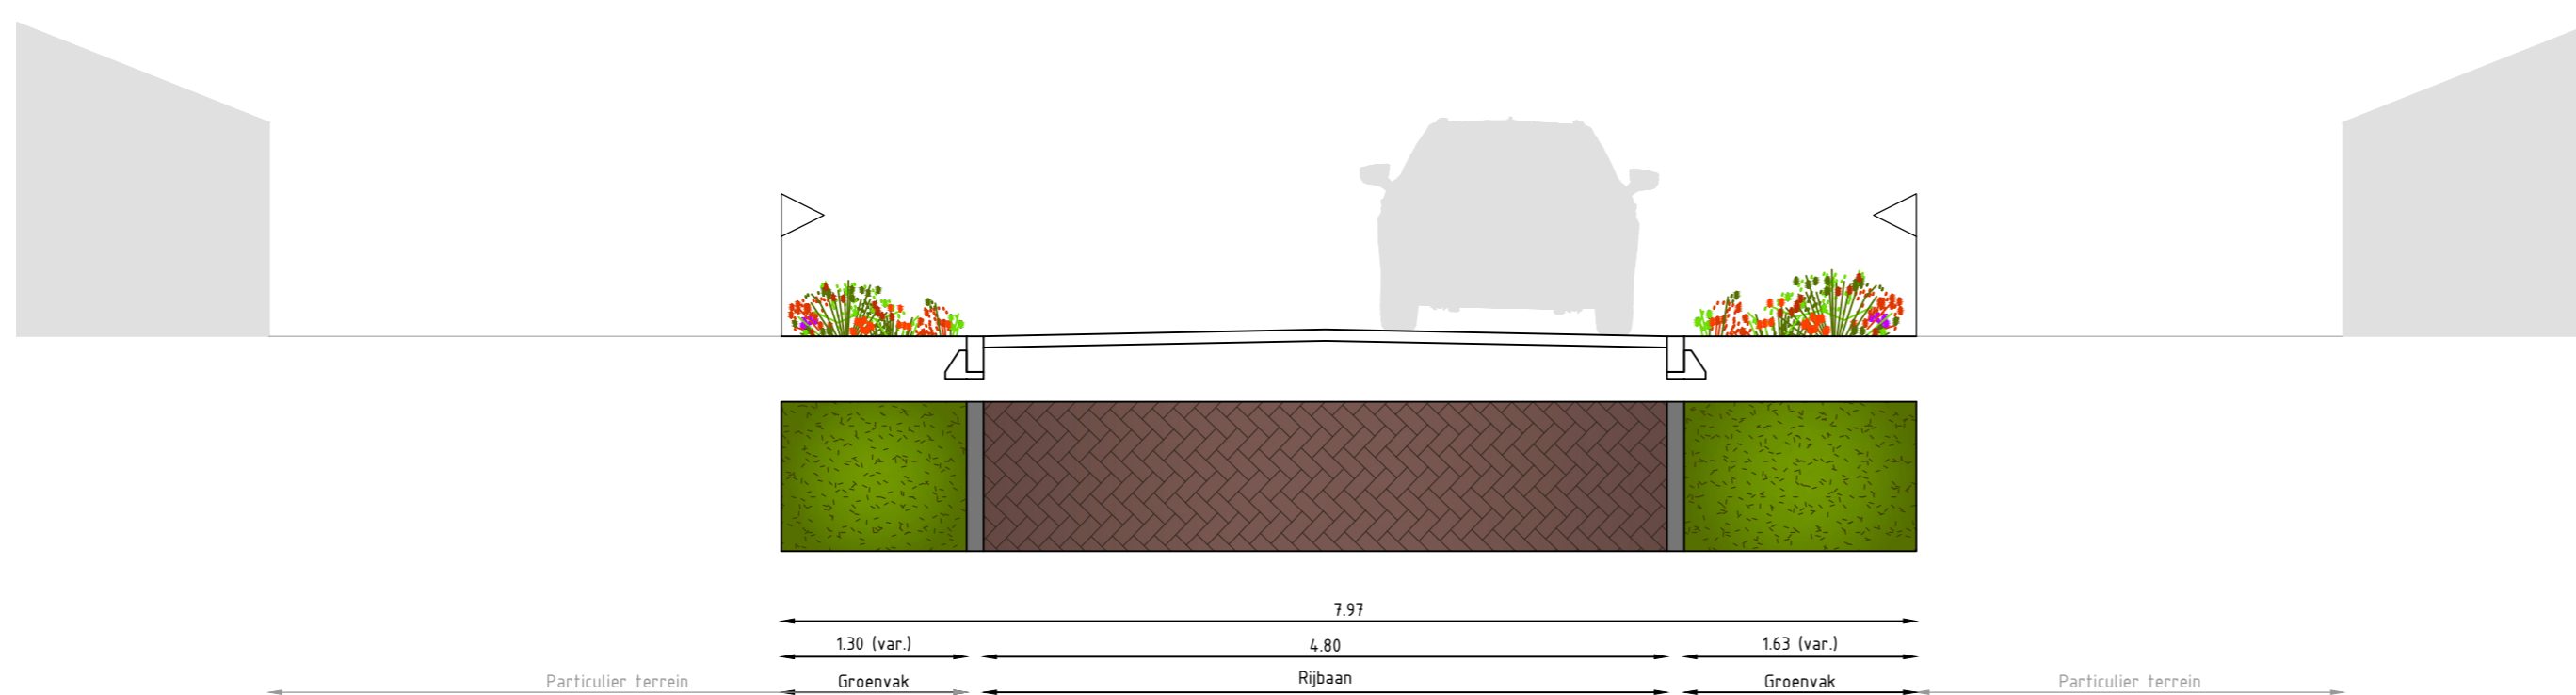 7.97
1.30 (var.) 4.80 1.63 (var.)
Particulier terrein Groenvak Rijbaan Groenvak Particulier terrein